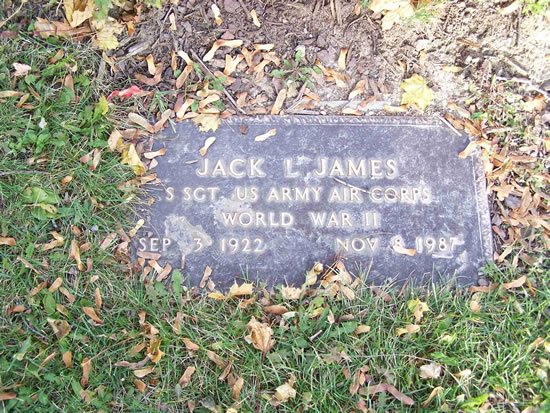 JACK L JAMES
S SGT US ARMY AIR CORPS
WORLD WAR II
SEP 3 1922 NOV 8 1987